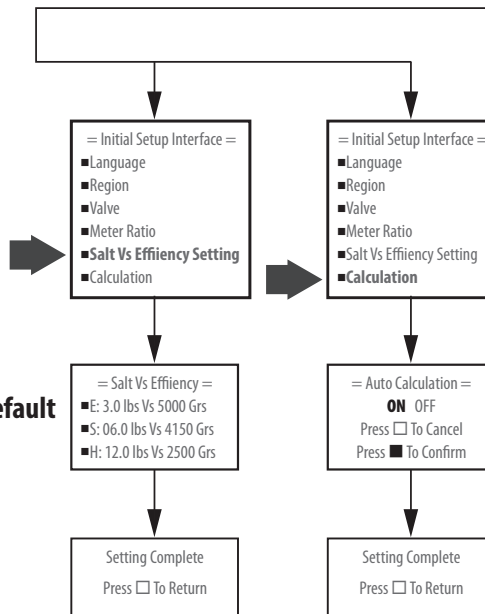 = Initial Setup Interface =
■Language
■Region
■Valve
■Meter Ratio
■Salt Vs Effiiency Setting
■Calculation
= Initial Setup Interface =
■Language
■Region
■Valve
■Meter Ratio
■Salt Vs Effiiency Setting
■Calculation
efault
= Salt Vs Effiiency =
■E: 3.0 lbs Vs 5000 Grs
■S: 06.0 lbs Vs 4150 Grs
■H: 12.0 lbs Vs 2500 Grs
= Auto Calculation =
ON OFF
Press □ To Cancel
Press ■ To Confirm
Setting Complete
Press □ To Return
Setting Complete
Press □ To Return